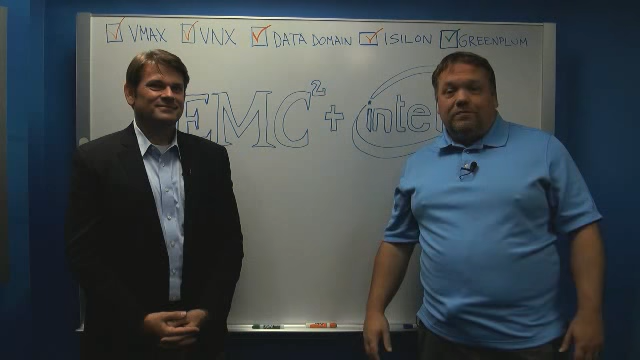 VMAX VNX DATA DOMAIN ISILON GREENPLUM
EMC² + intel